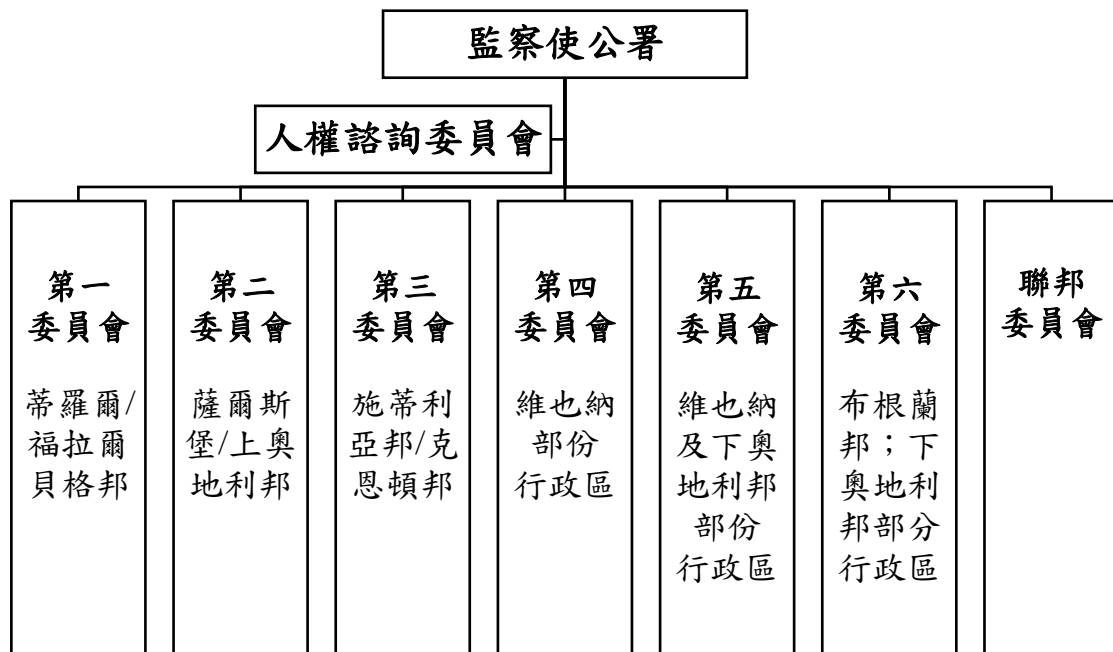 監察使公署
人權諮詢委員會
第一
委員會
蒂羅爾/
福拉爾
貝格邦
第二
委員會
薩爾斯
堡/上奧
地利邦
第三
委員會
施蒂利
亞邦/克
恩頓邦
第四
委員會
維也納
部份
行政區
第五
委員會
維也納
及下奧
地利邦
部份
行政區
第六
委員會
布根蘭
邦；下
奧地利
邦部分
行政區
聯邦
委員會